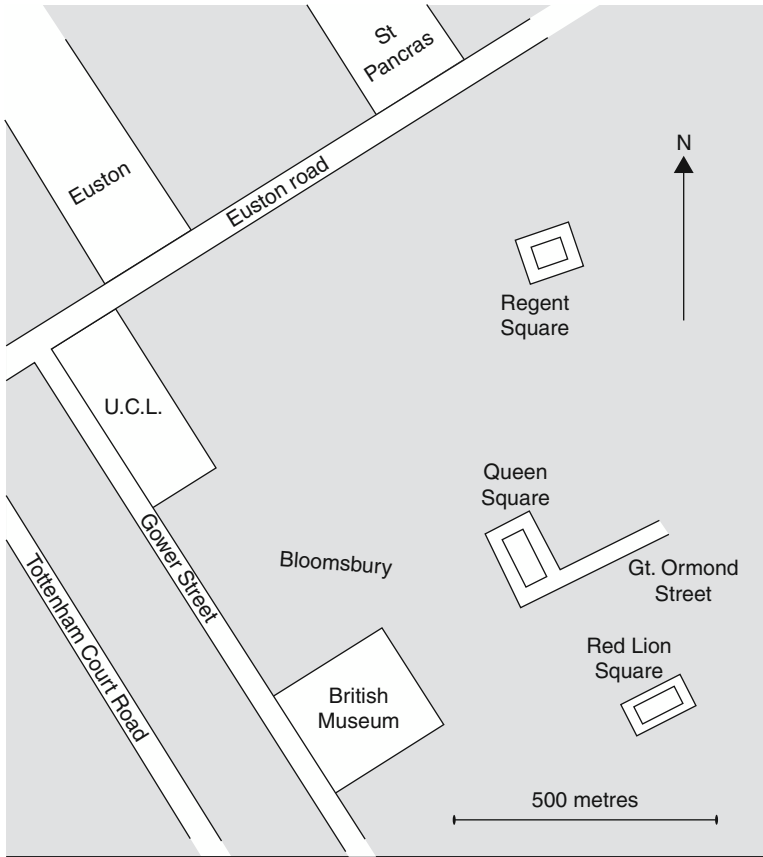 St
Pancras
Euston
Euston road
N
Regent
Square
U.C.L.
Queen
Square
Gower Street
Bloomsbury
Gt. Ormond
Street
Tottenham Court Road
Red Lion
Square
British
Museum
500 metres